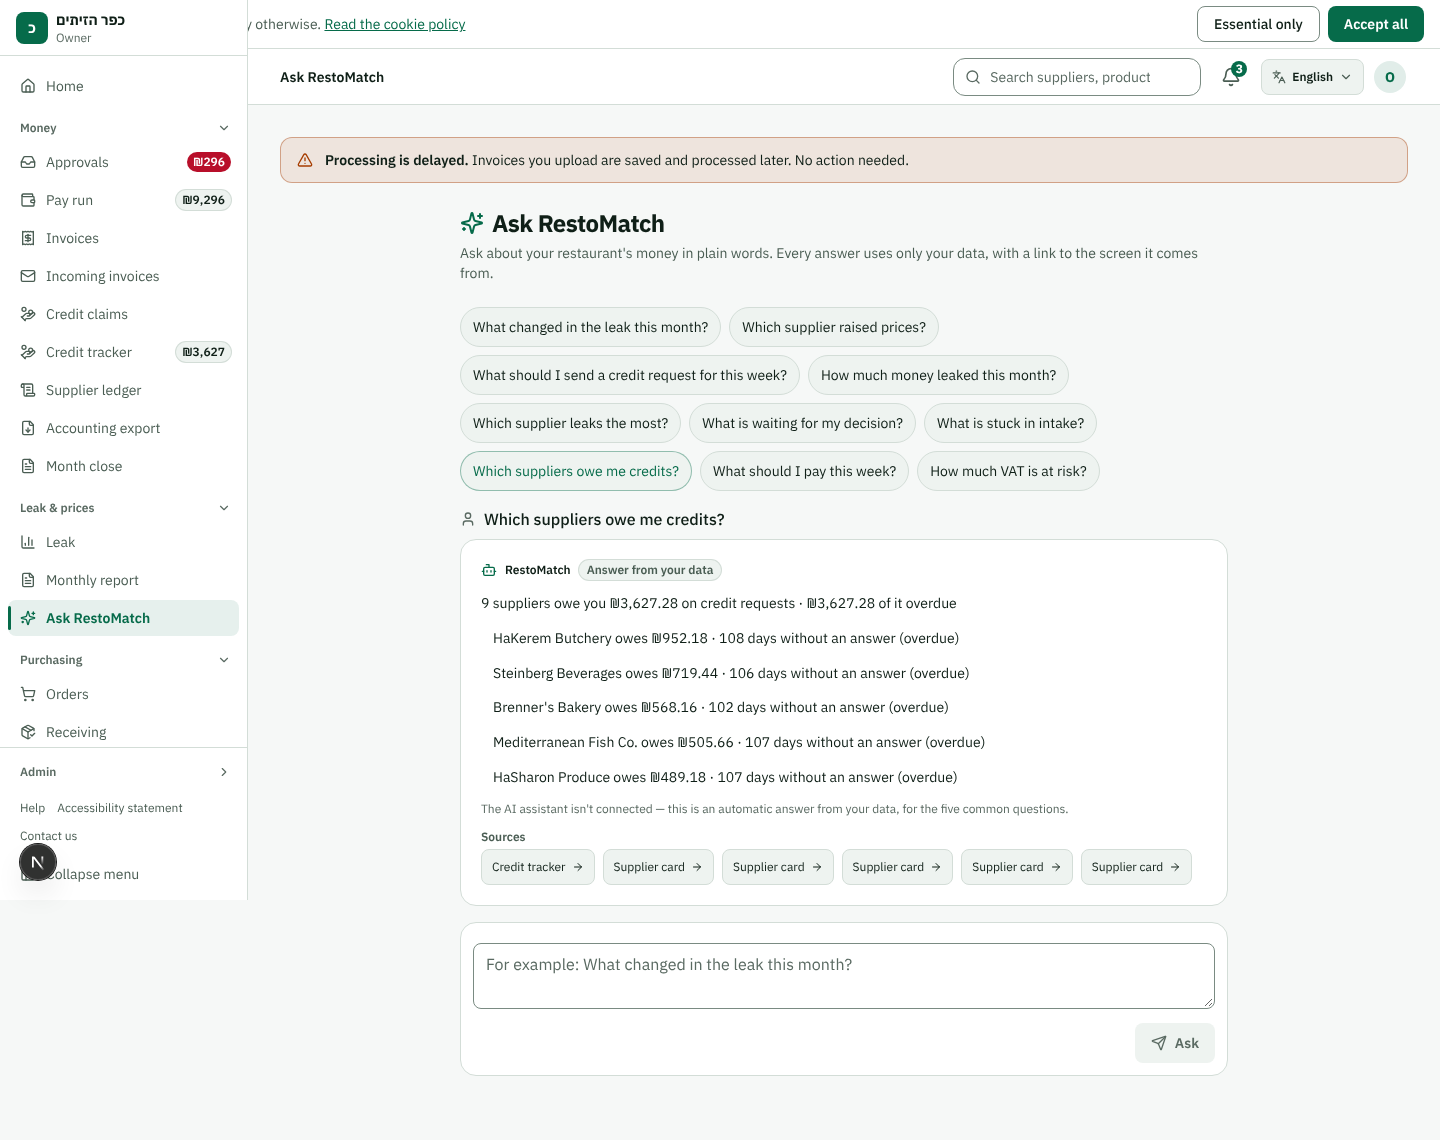 כ
כפר הזיתים
Owner
otherwise. Read the cookie policy
Essential only
Accept all
Ask RestoMatch
Search suppliers, product
3
English
O
Home
Money
Approvals
₪296
Pay run
₪9,296
Invoices
Incoming invoices
Credit claims
Credit tracker
₪3,627
Supplier ledger
Accounting export
Month close
Leak & prices
Leak
Monthly report
Ask RestoMatch
Purchasing
Orders
Receiving
Admin
Help Accessibility statement
Contact us
N
ollapse menu
Processing is delayed. Invoices you upload are saved and processed later. No action needed.
Ask RestoMatch
Ask about your restaurant's money in plain words. Every answer uses only your data, with a link to the screen it comes
from.
What changed in the leak this month?
Which supplier raised prices?
What should I send a credit request for this week?
How much money leaked this month?
Which supplier leaks the most?
What is waiting for my decision?
What is stuck in intake?
Which suppliers owe me credits?
What should I pay this week?
How much VAT is at risk?
Which suppliers owe me credits?
RestoMatch
Answer from your data
9 suppliers owe you ₪3,627.28 on credit requests · ₪3,627.28 of it overdue
HaKerem Butchery owes ₪952.18 · 108 days without an answer (overdue)
Steinberg Beverages owes ₪719.44 · 106 days without an answer (overdue)
Brenner's Bakery owes ₪568.16 · 102 days without an answer (overdue)
Mediterranean Fish Co. owes ₪505.66 · 107 days without an answer (overdue)
HaSharon Produce owes ₪489.18 · 107 days without an answer (overdue)
The AI assistant isn't connected — this is an automatic answer from your data, for the five common questions.
Sources
Credit tracker →
Supplier card →
Supplier card →
Supplier card →
Supplier card →
Supplier card →
For example: What changed in the leak this month?
Ask